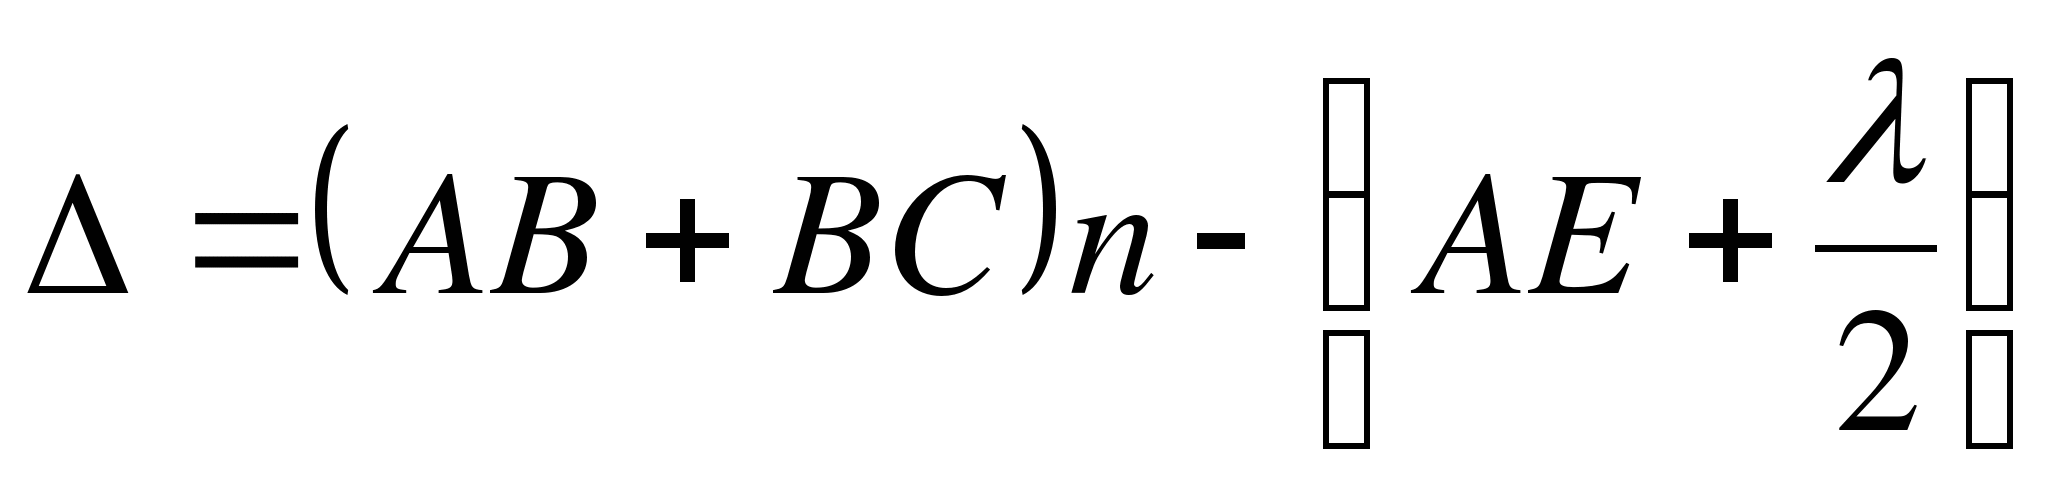 Δ = (AB + BC)n - ( AE + λ/2 )